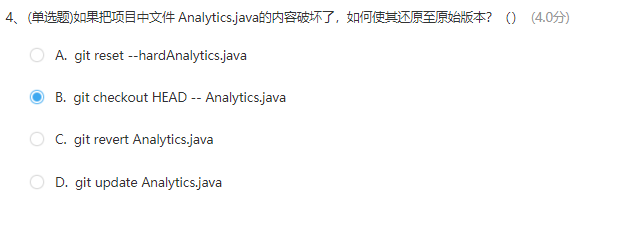 4、(单选题)如果把项目中文件 Analytics.java的内容破坏了，如何使其还原至原始版本？ () (4.0分)
A. git reset --hardAnalytics.java
B. git checkout HEAD -- Analytics.java
C. git revert Analytics.java
D. git update Analytics.java